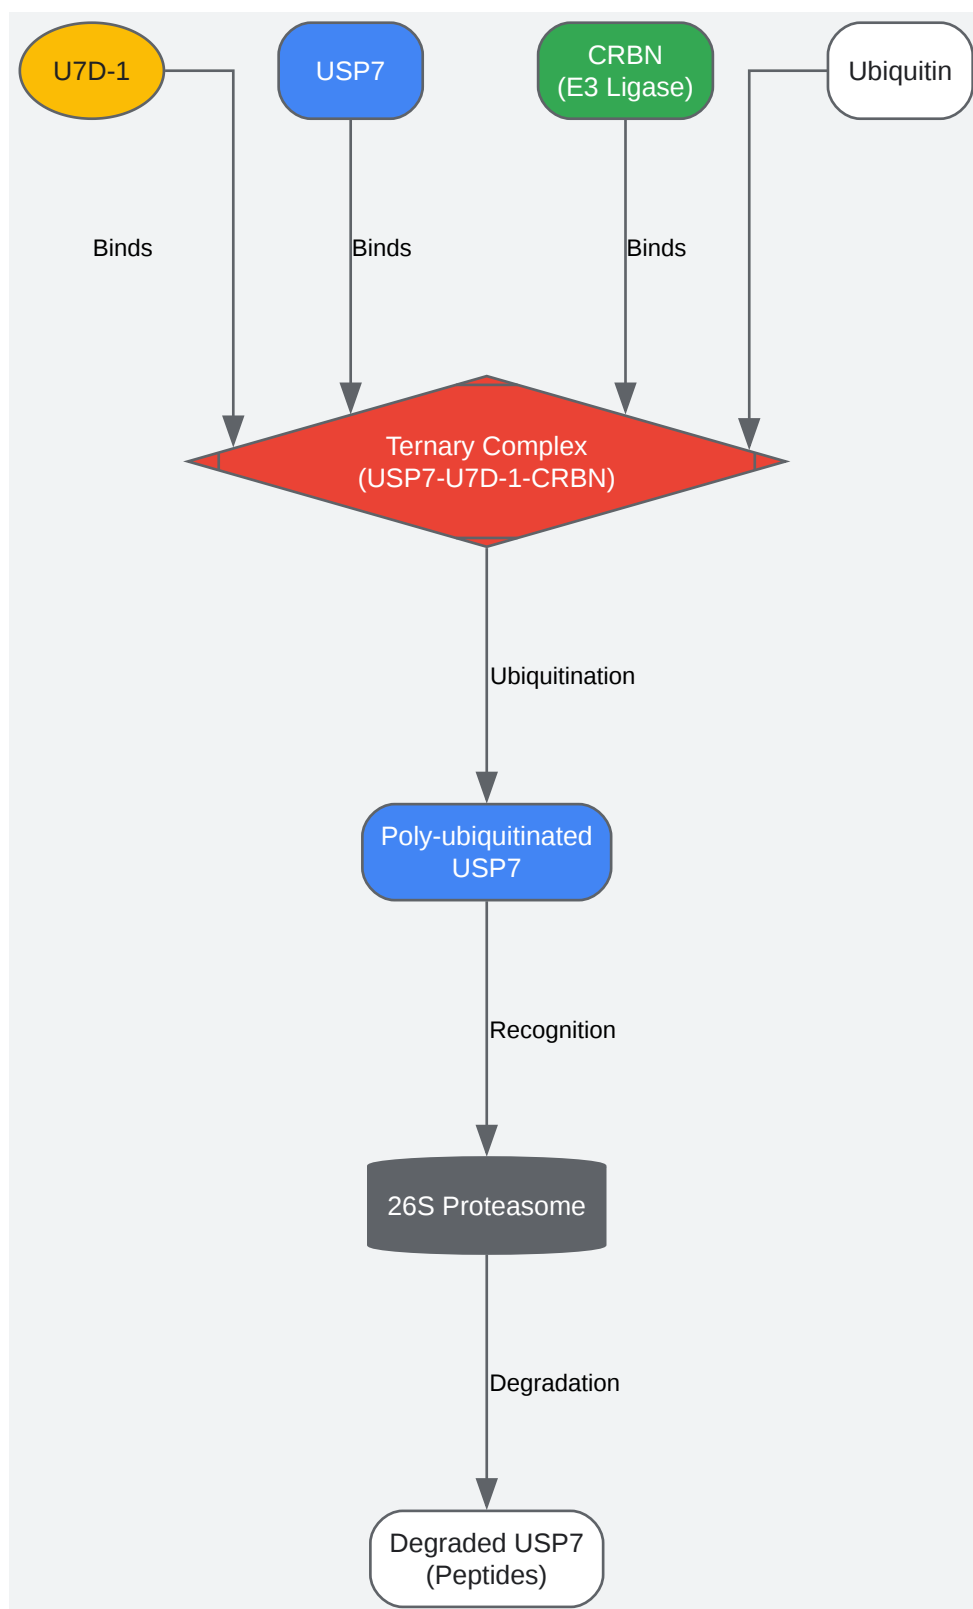 U7D-1
USP7
CRBN
(E3 Ligase)
Ubiquitin
Binds
Binds
Binds
Ternary Complex
(USP7-U7D-1-CRBN)
Ubiquitination
Poly-ubiquitinated
USP7
Recognition
26S Proteasome
Degradation
Degraded USP7
(Peptides)